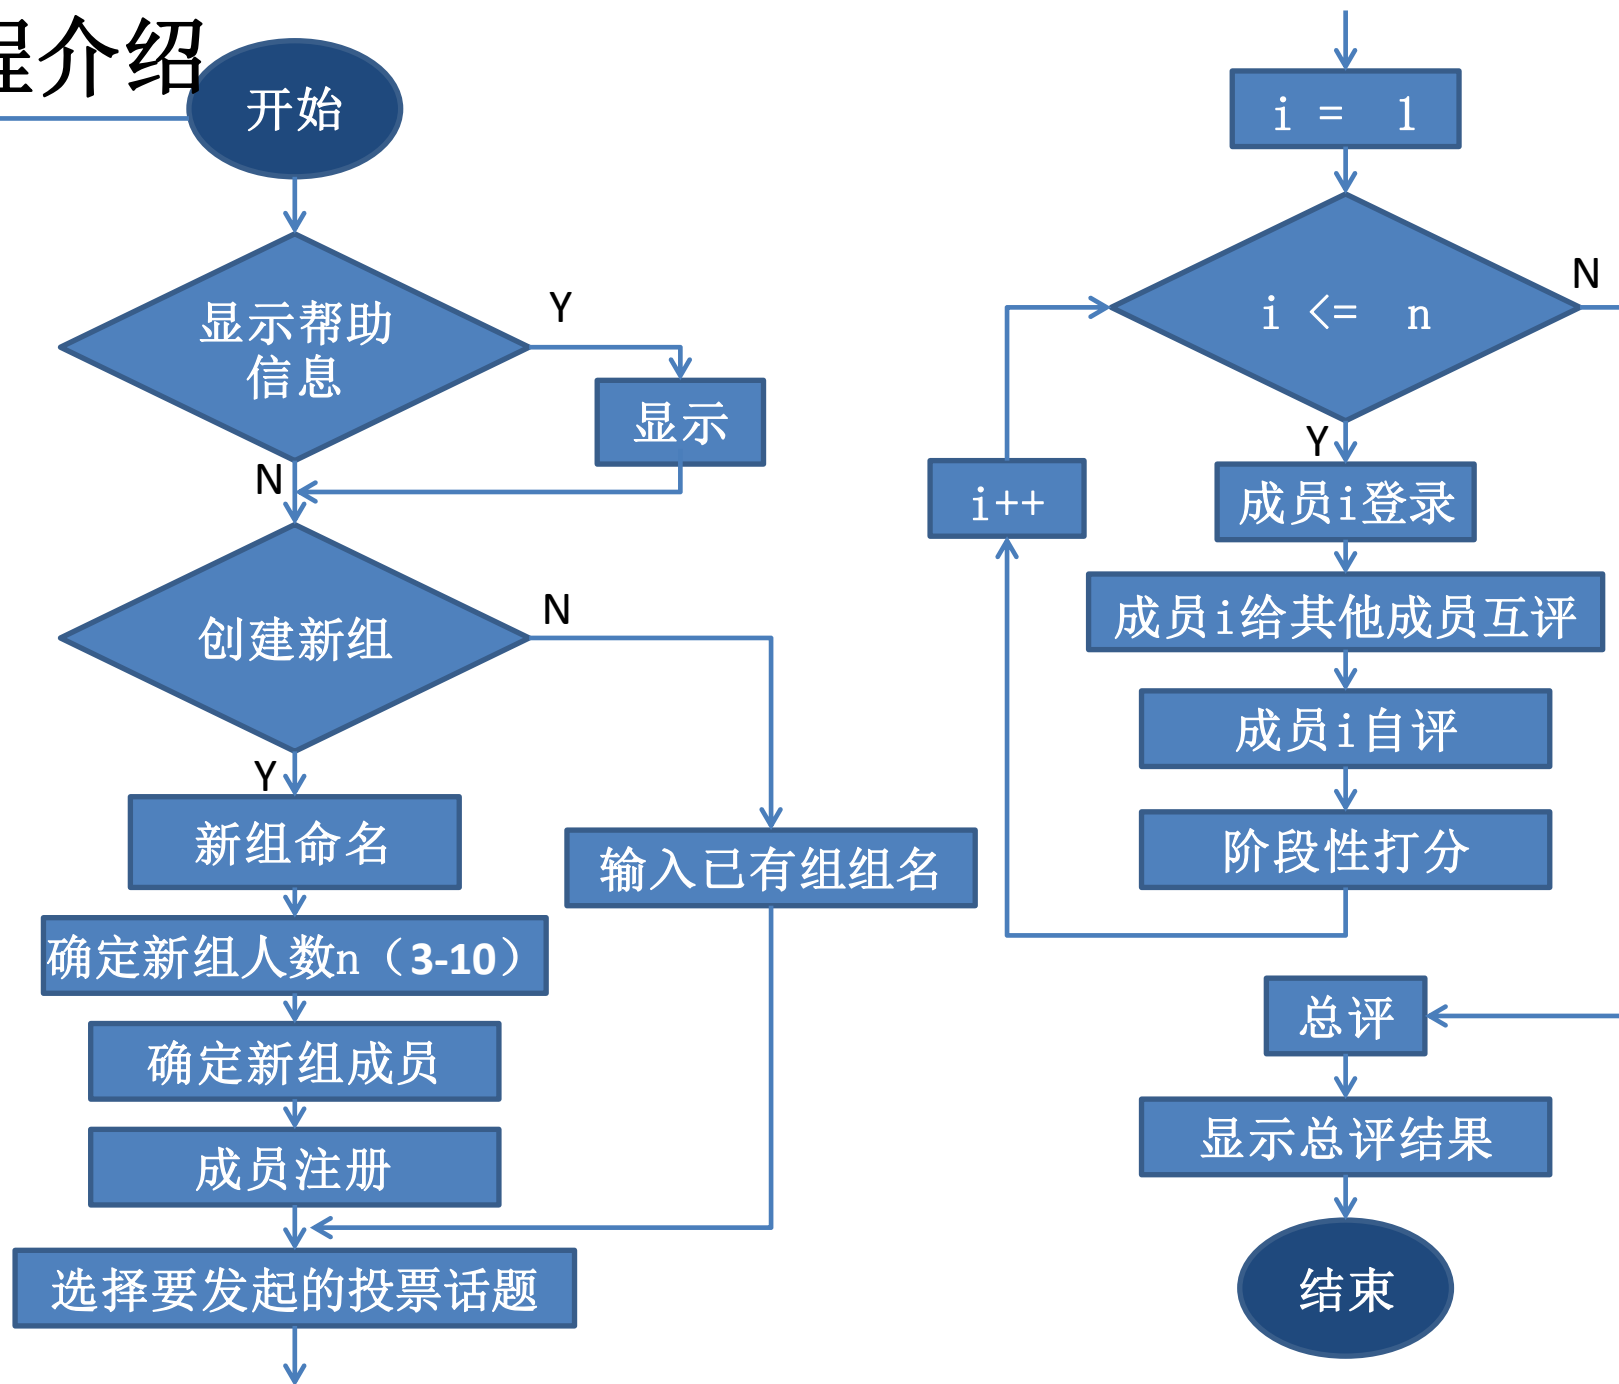 程介绍
开始
显示帮助
信息
Y
显示
N
创建新组
N
Y
新组命名
输入已有组组名
确定新组人数n（3-10）
确定新组成员
成员注册
选择要发起的投票话题
i = 1
i <= n
N
Y
i++
成员i登录
成员i给其他成员互评
成员i自评
阶段性打分
总评
显示总评结果
结束